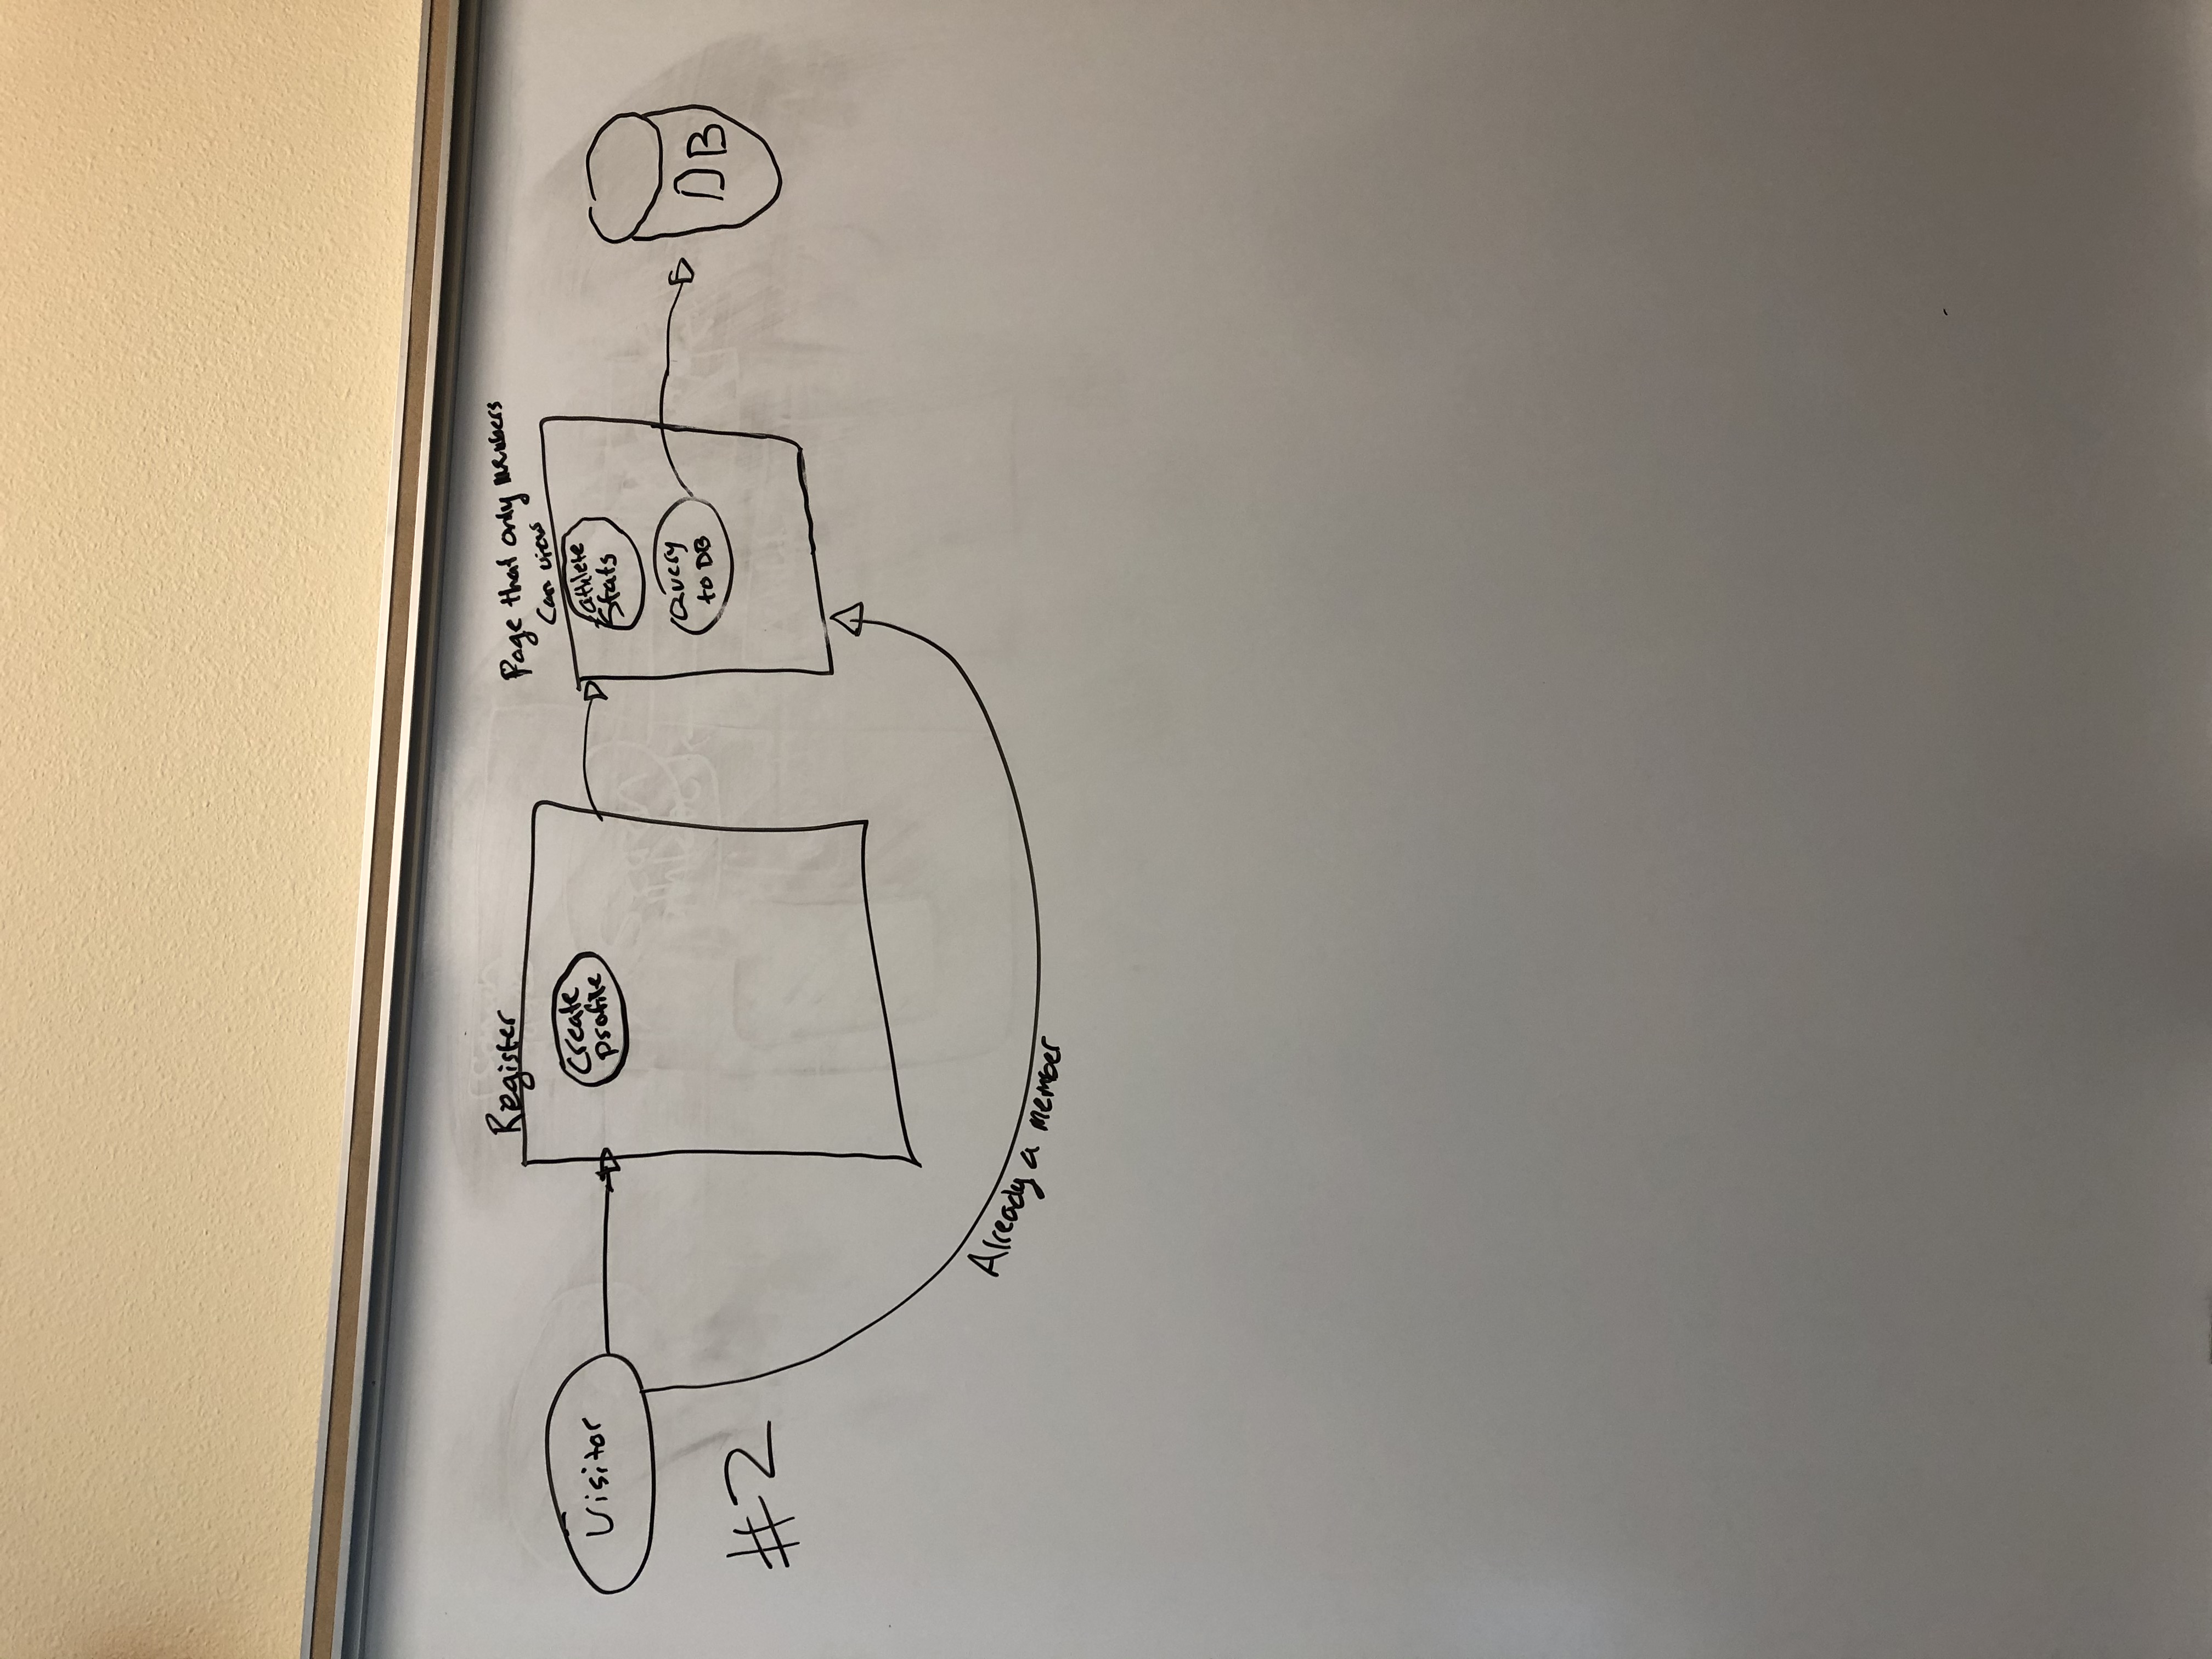 Register
Page that only members
can view
Visitor
Create
profile
athlete
Stats
Query
to DB
DB
#2
Already a member